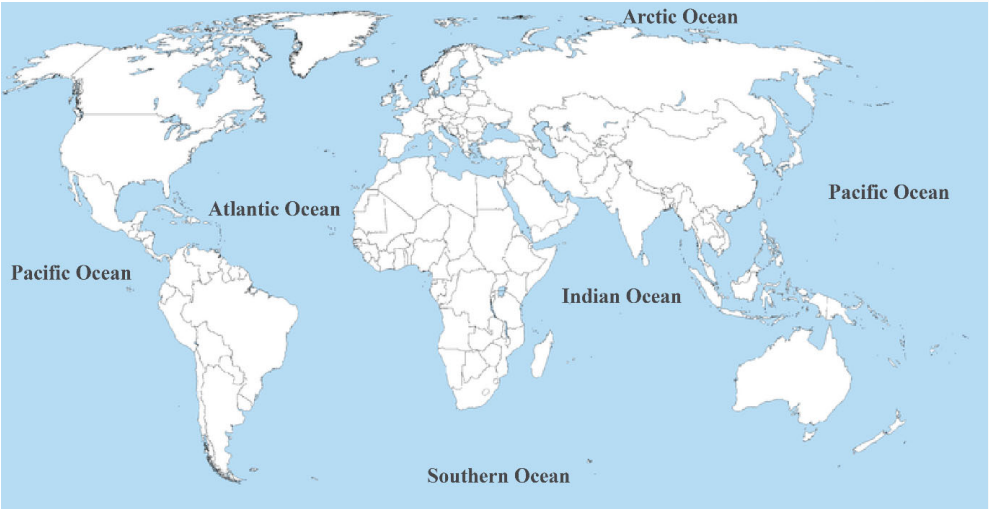 Arctic Ocean
Pacific Ocean
Atlantic Ocean
Pacific Ocean
Indian Ocean
Southern Ocean